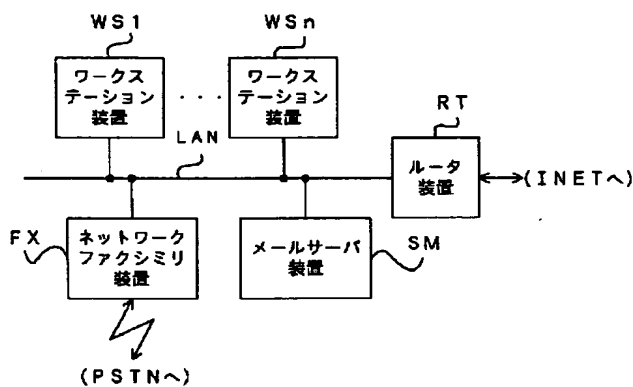 WS1
WSn
ワークス
テーション
装置
・・・
ワークス
テーション
装置
RT
LAN
ルータ
装置
(INETへ)
FX
ネットワーク
ファクシミリ
装置
メールサーバ
装置
SM
(PSTNへ)